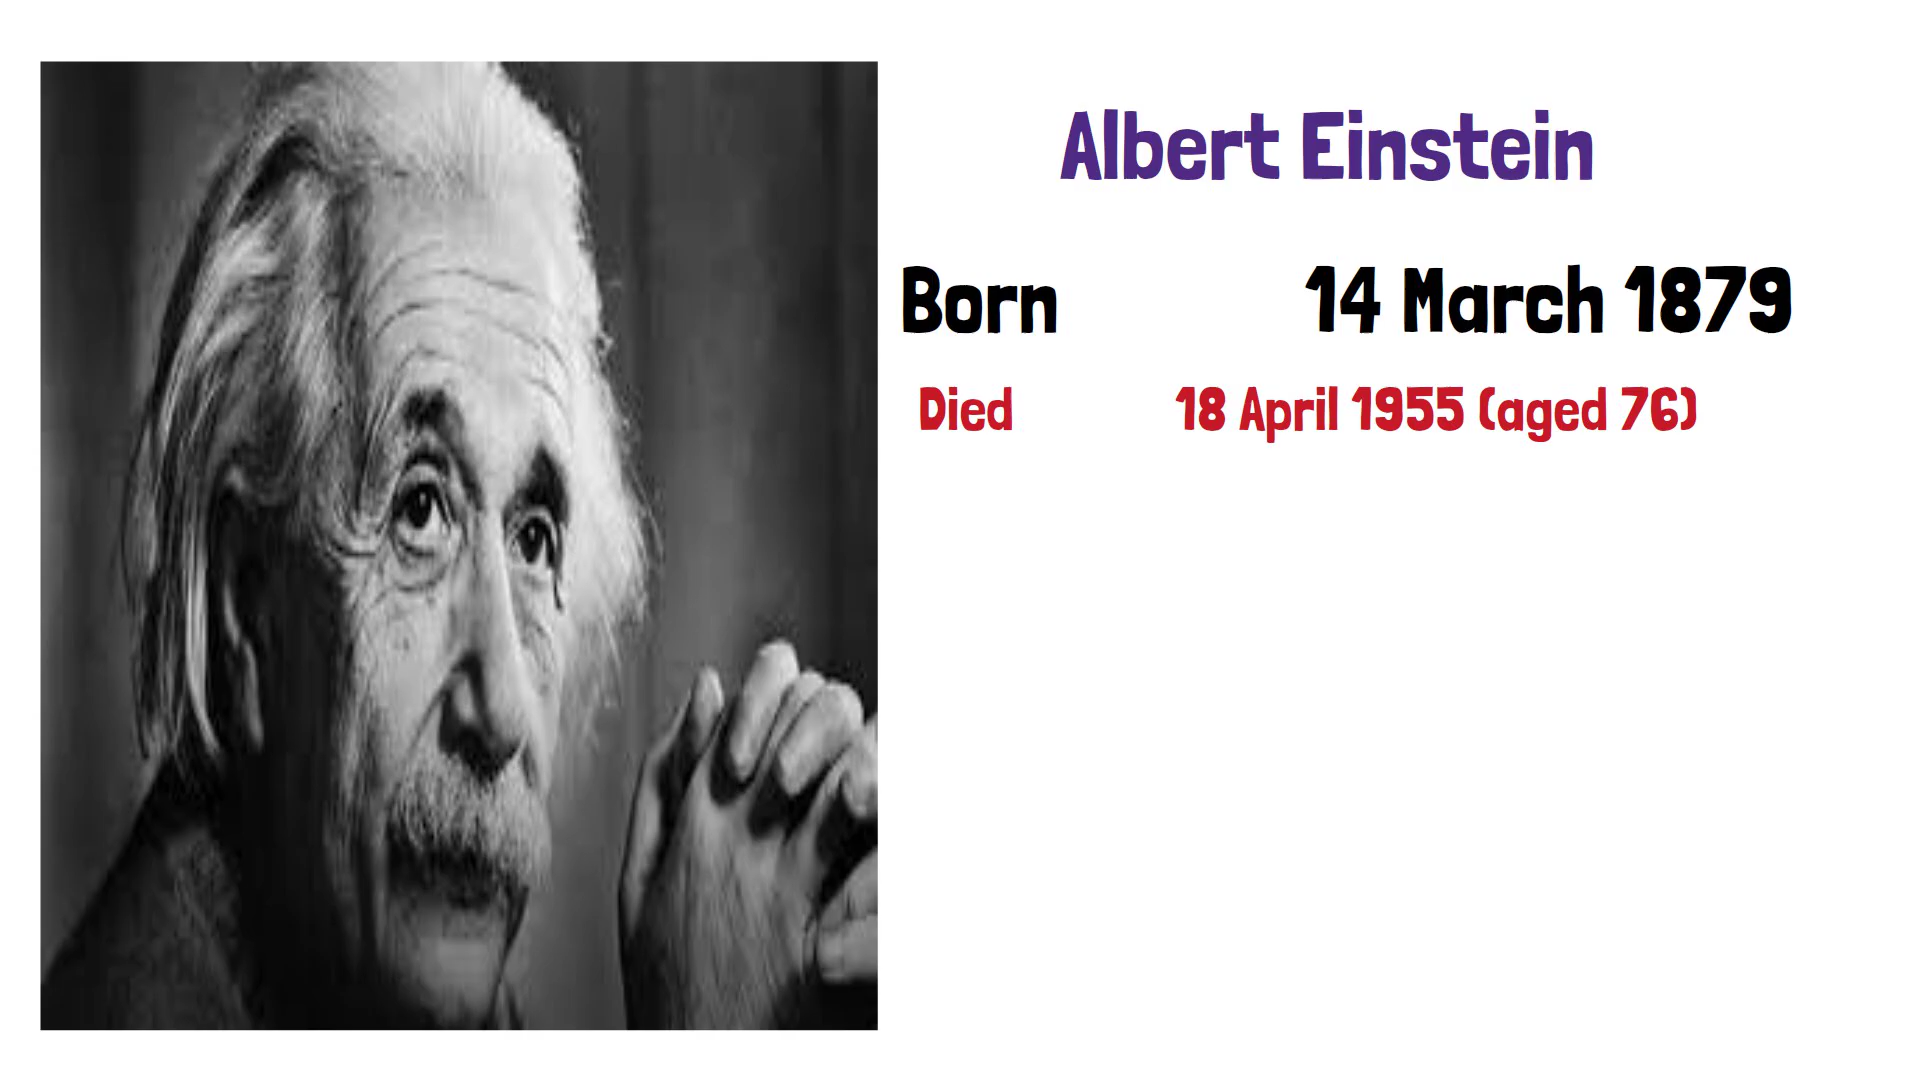 Albert Einstein
Born 14 March 1879
Died 18 April 1955 (aged 76)